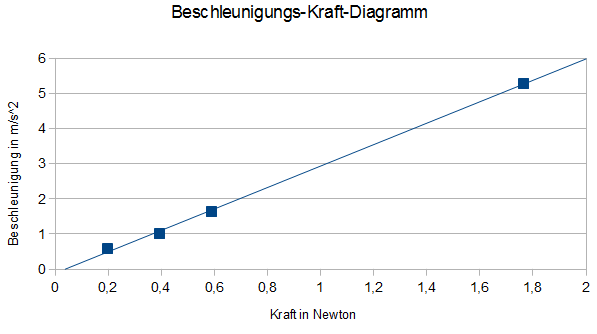 Beschleunigungs-Kraft-Diagramm
6
5
4
3
2
1
0
Beschleunigung in m/s^2
0 0,2 0,4 0,6 0,8 1 1,2 1,4 1,6 1,8 2
Kraft in Newton